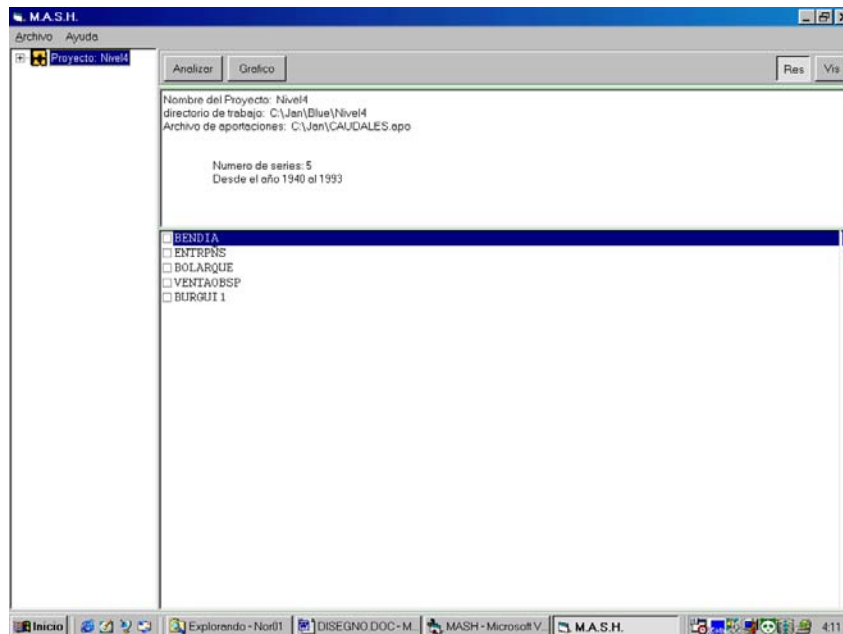 M.A.S.H.
Archivo Ayuda
Proyecto: Nivel4
Analizar Grafico Res Vis
Nombre del Proyecto: Nivel4
directorio de trabajo: C:\Jan\Blue\Nivel4
Archivo de aportaciones: C:\Jan\CAUDALES.apo
Numero de series: 5
Desde el año 1940 al 1993
BENDIA
ENTRPÑS
BOLARQUE
VENTAOBSP
BURGUI 1
Inicio Explorando - Nor01 DISEGNO.DOC - M... MASH - Microsoft V... M.A.S.H. 4:11